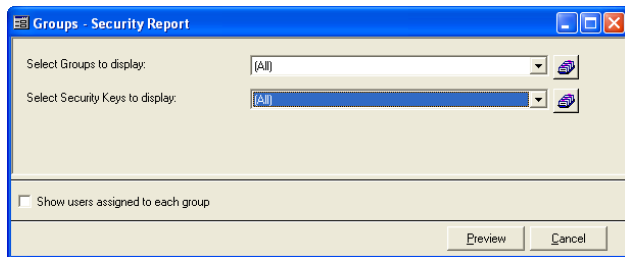 Groups - Security Report
Select Groups to display: (All)
Select Security Keys to display: (All)
Show users assigned to each group
Preview Cancel